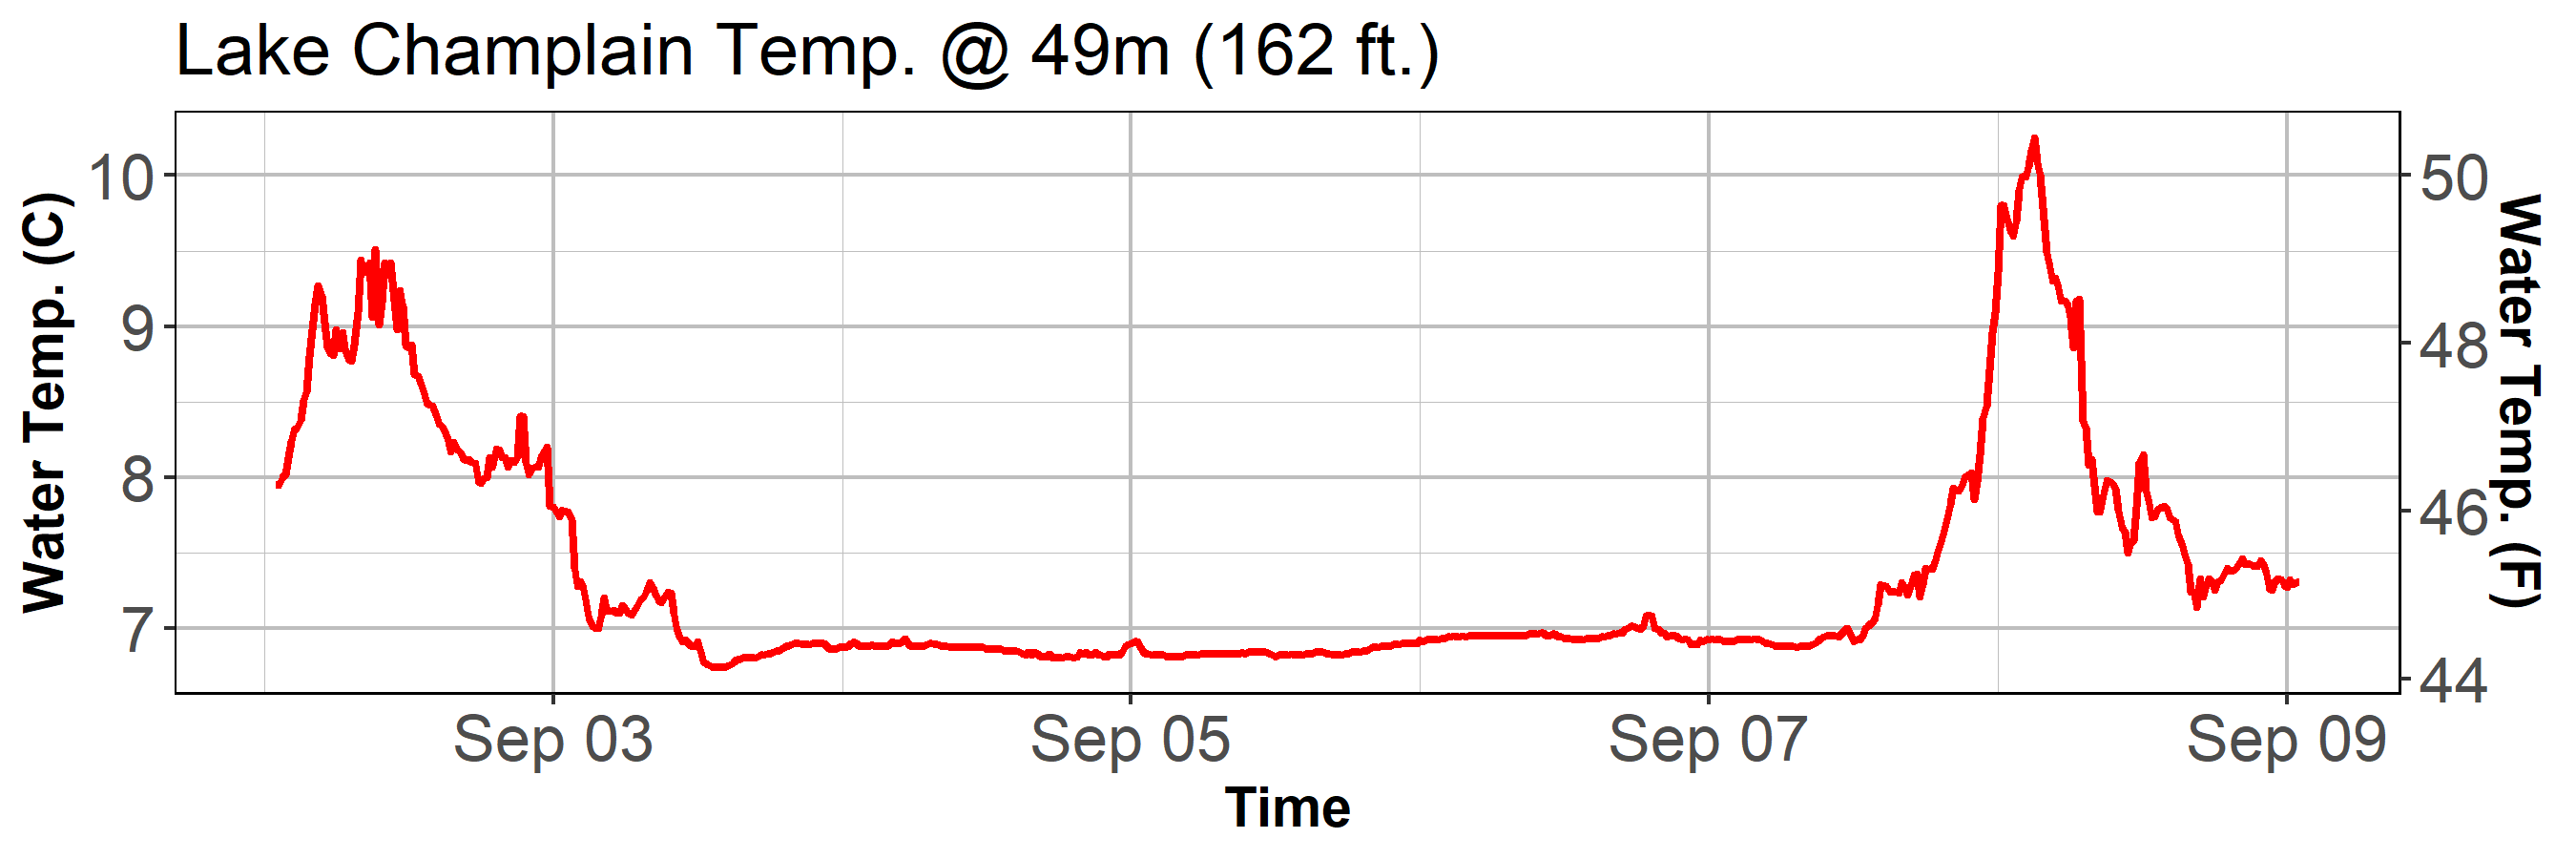 Lake Champlain Temp. @ 49m (162 ft.)
Water Temp. (C)
10
9
8
7
Water Temp. (F)
50
48
46
44
Sep 03
Sep 05
Sep 07
Sep 09
Time